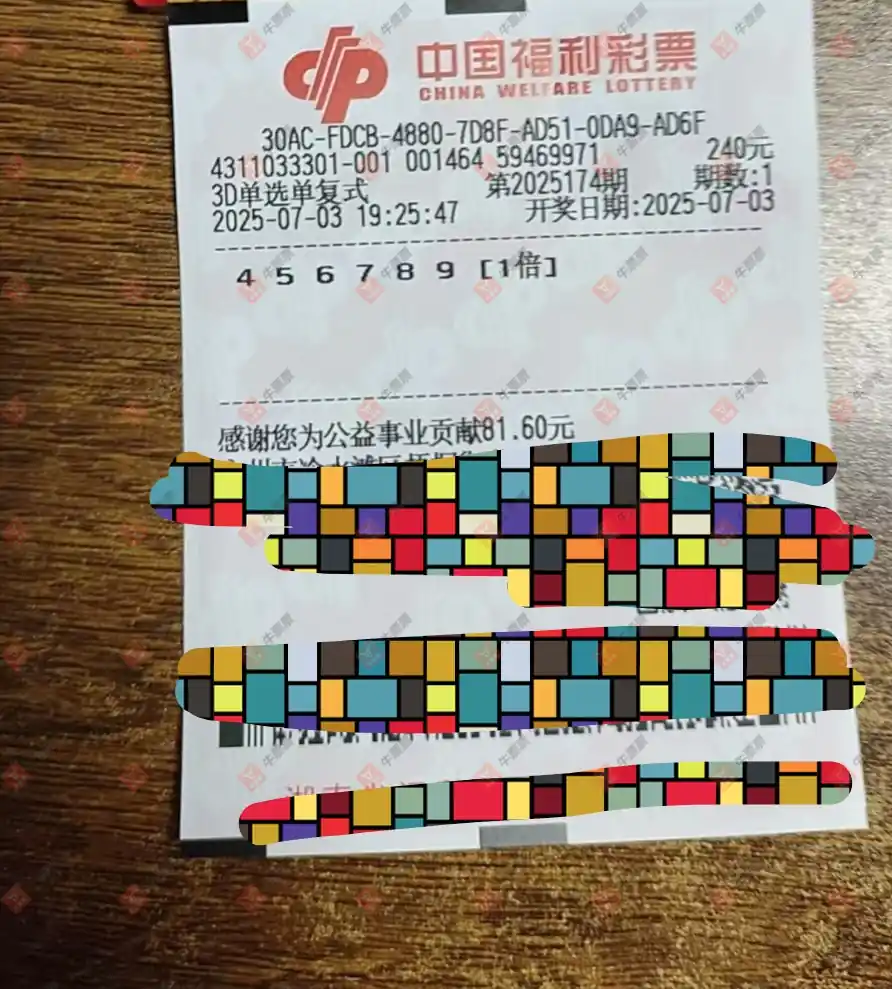 中国福利彩票
CHINA WELFARE LOTTERY
30AC-FDCB-4880-7D8F-AD51-0DA9-AD6F
4311033301-001 001464 59469971 240元
3D单选单复式 第2025174期 期数:1
2025-07-03 19:25:47 开奖日期:2025-07-03
4 5 6 7 8 9 [1倍]
感谢您为公益事业贡献81.60元
牛票票